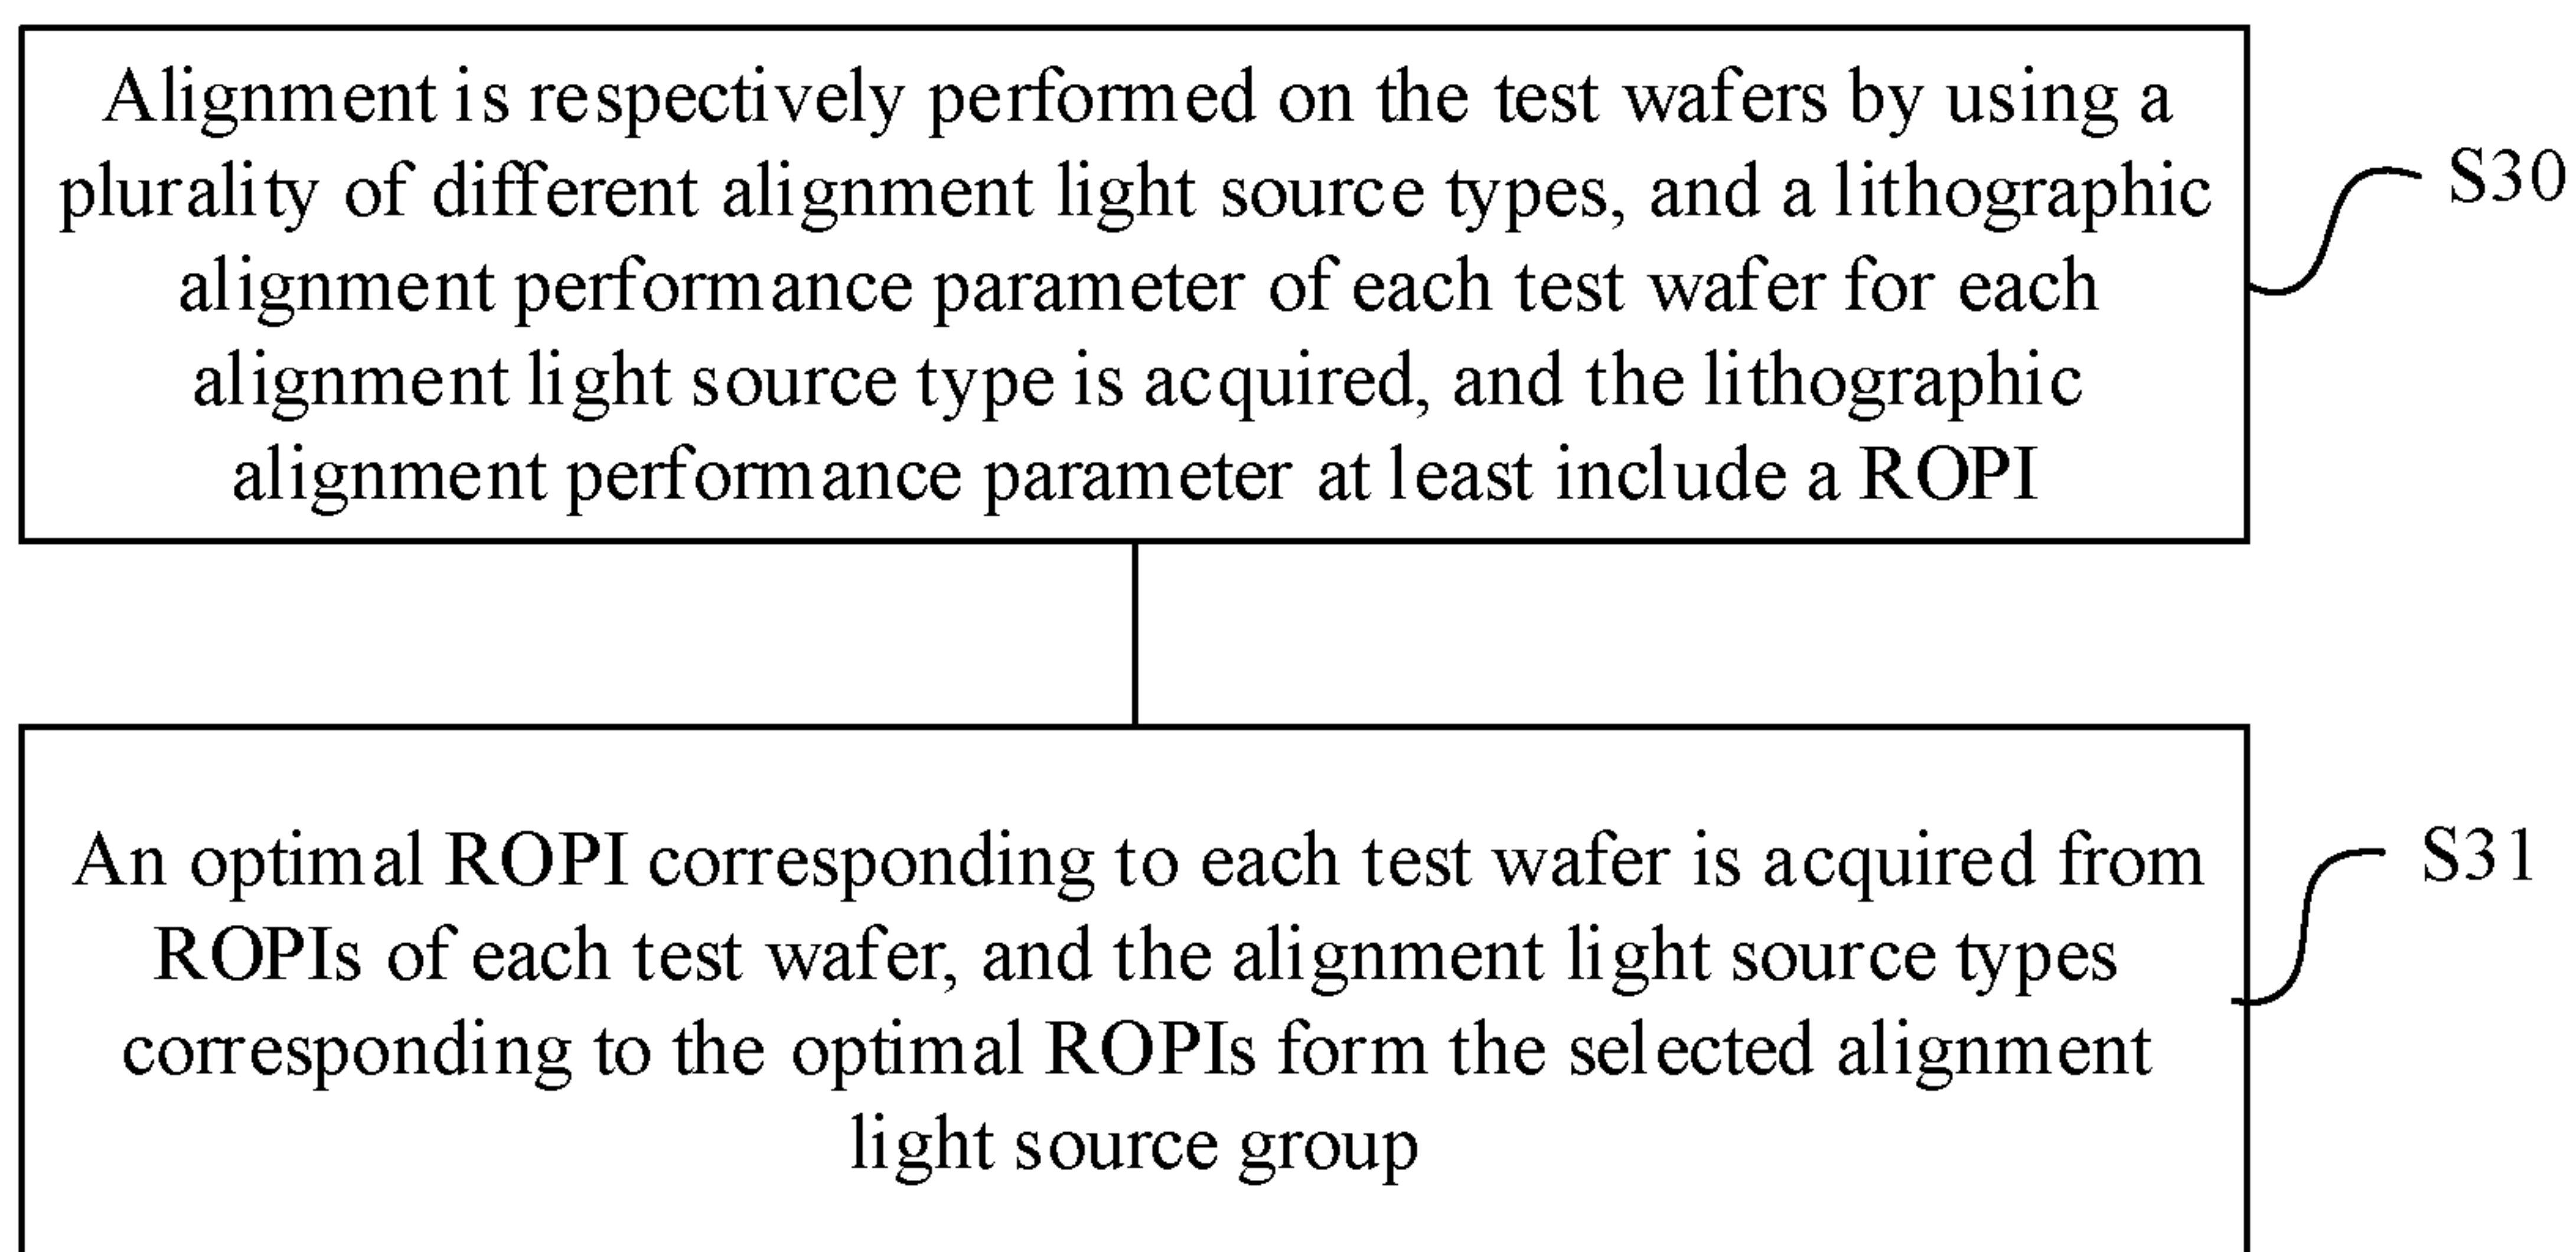 Alignment is respectively performed on the test wafers by using a
plurality of different alignment light source types, and a lithographic
alignment performance parameter of each test wafer for each
alignment light source type is acquired, and the lithographic
alignment performance parameter at least include a ROPI
S30
An optimal ROPI corresponding to each test wafer is acquired from
ROPIs of each test wafer, and the alignment light source types
corresponding to the optimal ROPIs form the selected alignment
light source group
S31